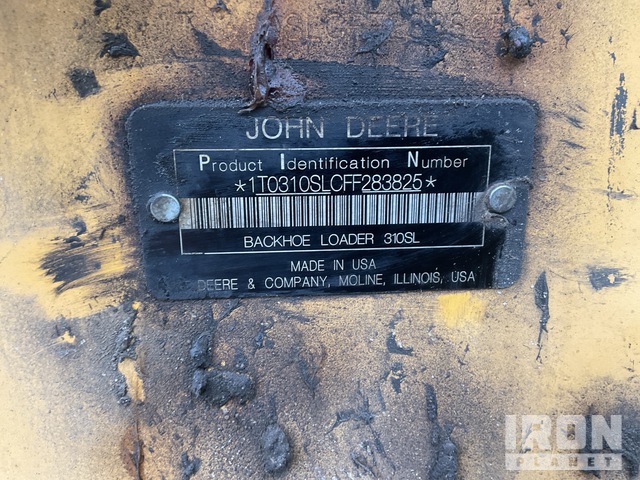 JOHN DEERE
Product Identification Number
*1T0310SLCFF283825*
BACKHOE LOADER 310SL
MADE IN USA
DEERE & COMPANY, MOLINE, ILLINOIS, USA
IRON
PLANET